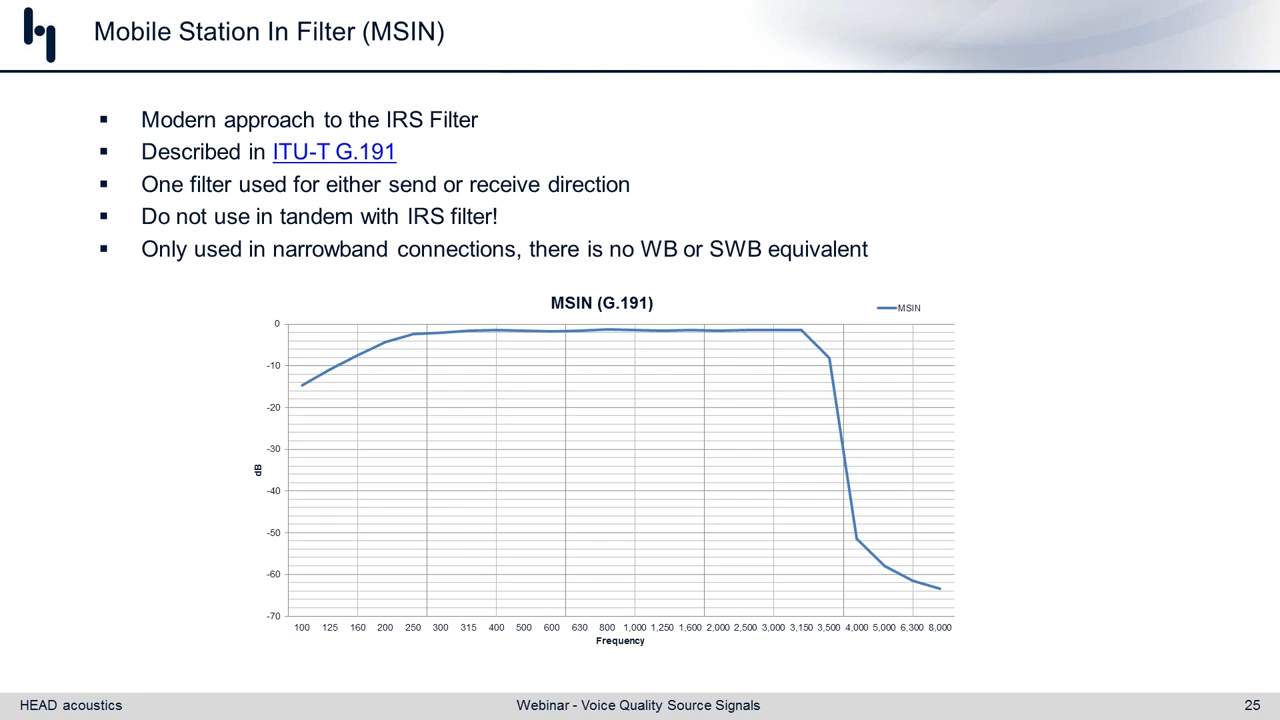 Mobile Station In Filter (MSIN)
▪ Modern approach to the IRS Filter
▪ Described in ITU-T G.191
▪ One filter used for either send or receive direction
▪ Do not use in tandem with IRS filter!
▪ Only used in narrowband connections, there is no WB or SWB equivalent
MSIN (G.191)
MSIN
0
-10
-20
-30
-40
-50
-60
-70
dB
100 125 160 200 250 300 315 400 500 600 630 800 1,000 1,250 1,600 2,000 2,500 3,000 3,150 3,500 4,000 5,000 6,300 8,000
Frequency
HEAD acoustics Webinar - Voice Quality Source Signals 25